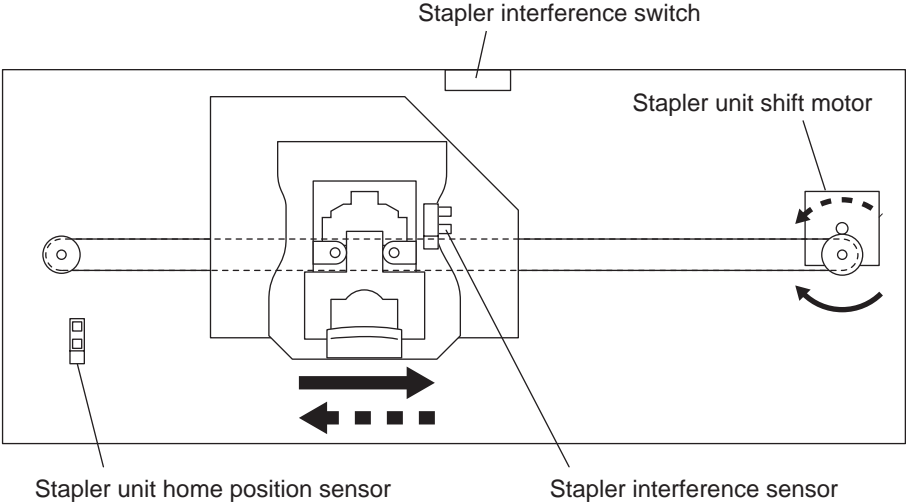 Stapler interference switch
Stapler unit shift motor
Stapler unit home position sensor
Stapler interference sensor